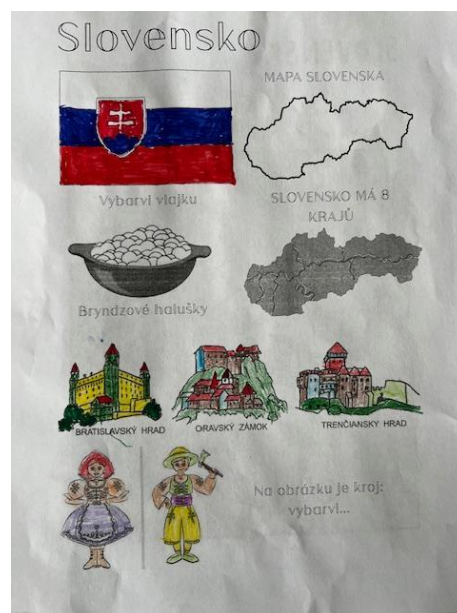 Slovensko
MAPA SLOVENSKA
Vybarvi vlajku
SLOVENSKO MÁ 8
KRAJŮ
Bryndzové halušky
BRATISLAVSKÝ HRAD
ORAVSKÝ ZÁMOK
TRENČIANSKY HRAD
Na obrázku je kroj:
vybarvi...